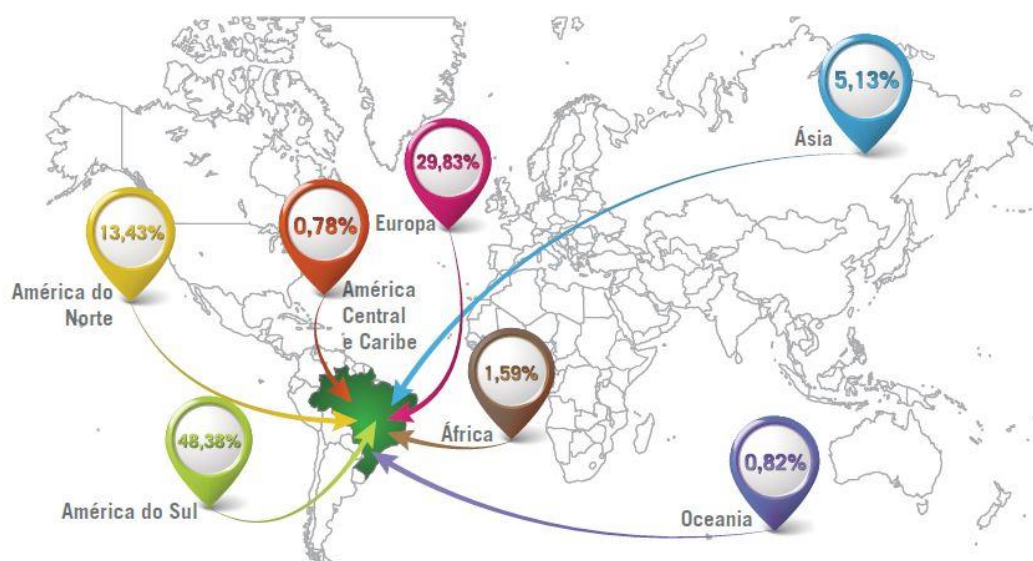 5,13%
Ásia
29,83%
Europa
13,43%
América do
Norte
0,78%
América
Central
e Caribe
1,59%
África
48,38%
América do Sul
0,82%
Oceania